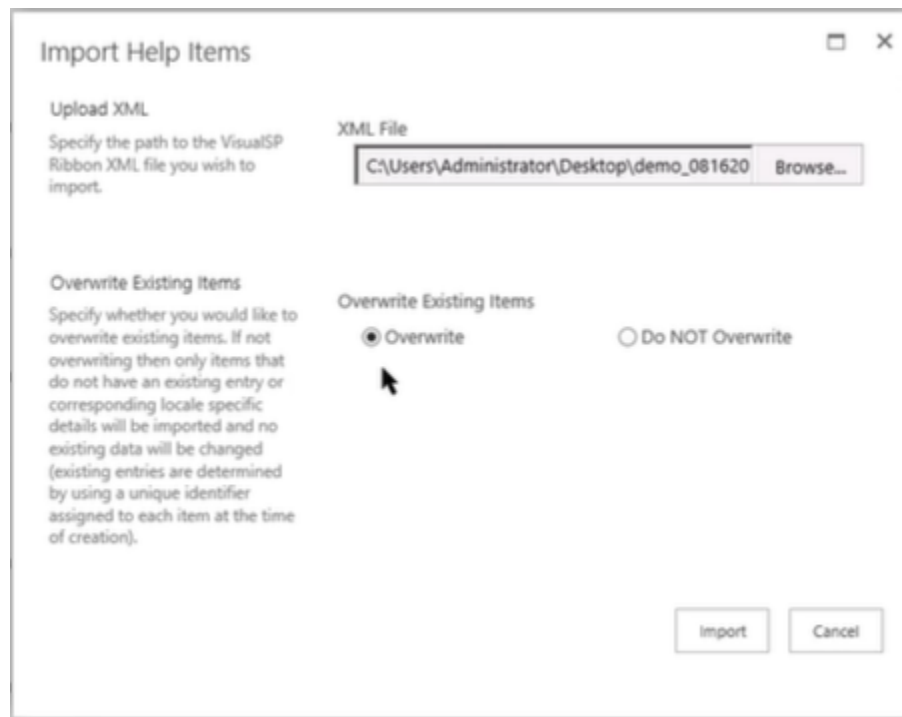 Import Help Items
Upload XML
Specify the path to the VisualSP
Ribbon XML file you wish to
import.
XML File
C:\Users\Administrator\Desktop\demo_081620
Browse...
Overwrite Existing Items
Specify whether you would like to
overwrite existing items. If not
overwriting then only items that
do not have an existing entry or
corresponding locale specific
details will be imported and no
existing data will be changed
(existing entries are determined
by using a unique identifier
assigned to each item at the time
of creation).
Overwrite Existing Items
Overwrite
Do NOT Overwrite
Import
Cancel